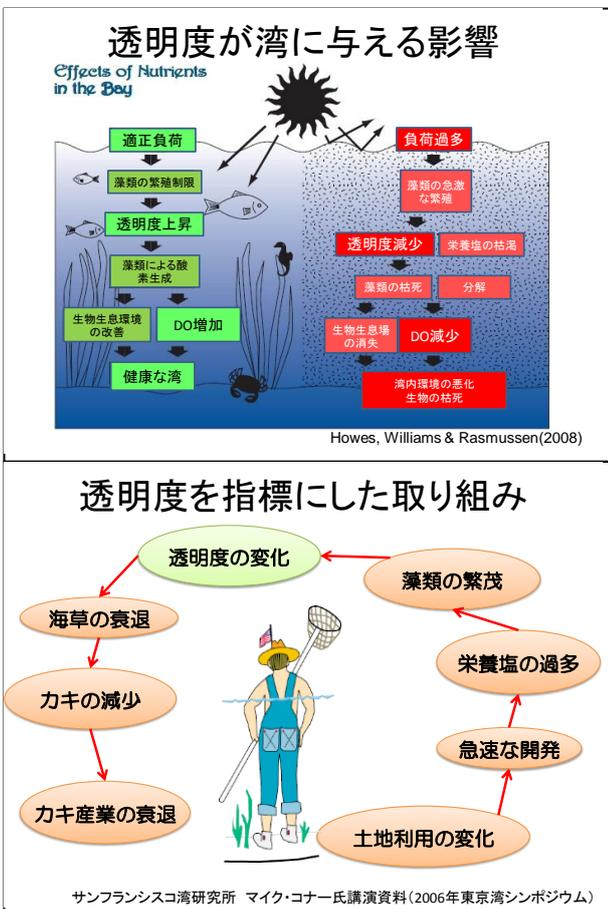 透明度が湾に与える影響
Effects of Nutrients
in the Bay
適正負荷
藻類の繁殖制限
透明度上昇
藻類による酸
素生成
生物生息環境
の改善
DO増加
健康な湾
負荷過多
藻類の急激
な繁殖
透明度減少
栄養塩の枯渇
藻類の枯死
分解
生物生息場
の消失
DO減少
湾内環境の悪化
生物の枯死
Howes, Williams & Rasmussen(2008)
透明度を指標にした取り組み
透明度の変化
藻類の繁茂
海草の衰退
栄養塩の過多
カキの減少
急速な開発
カキ産業の衰退
土地利用の変化
サンフランシスコ湾研究所 マイク・コナー氏講演資料(2006年東京湾シンポジウム)